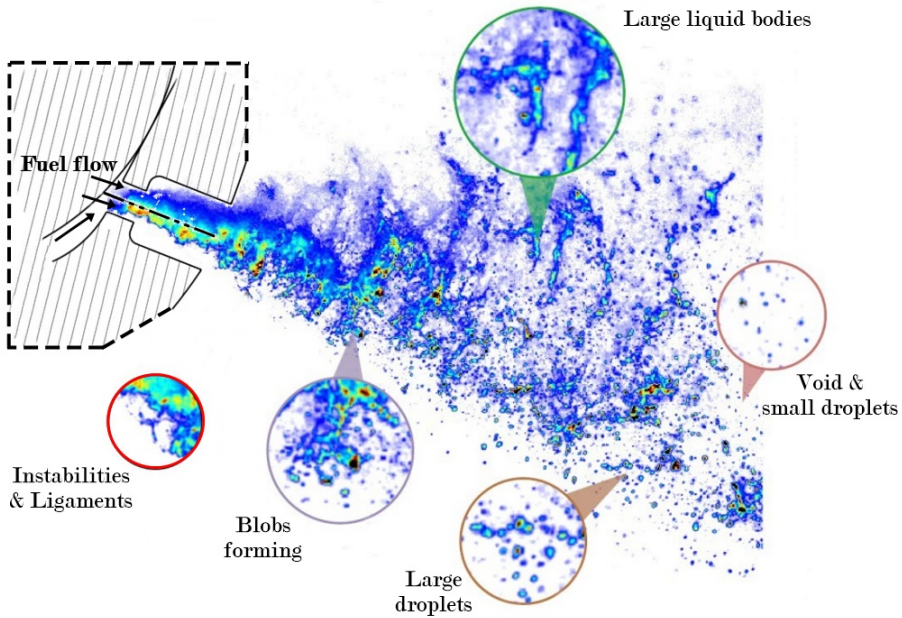 Large liquid bodies
Fuel flow
Void &
small droplets
Instabilities
& Ligaments
Blobs
forming
Large
droplets